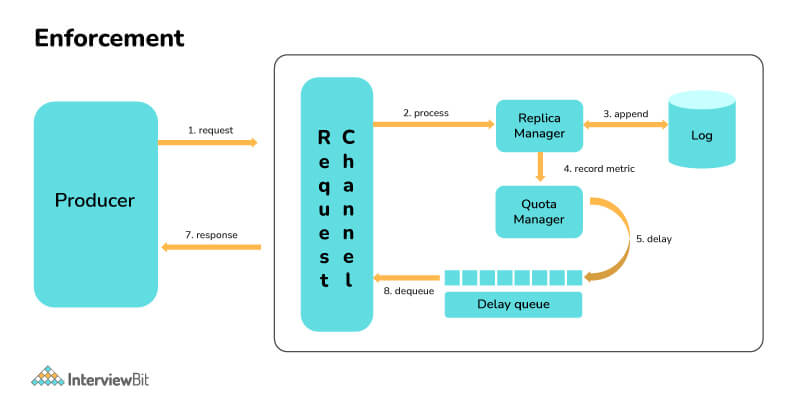 Enforcement
Producer
1. request
7. response
Request
Channel
2. process
Replica
Manager
3. append
Log
4. record metric
Quota
Manager
5. delay
8. dequeue
Delay queue
InterviewBit